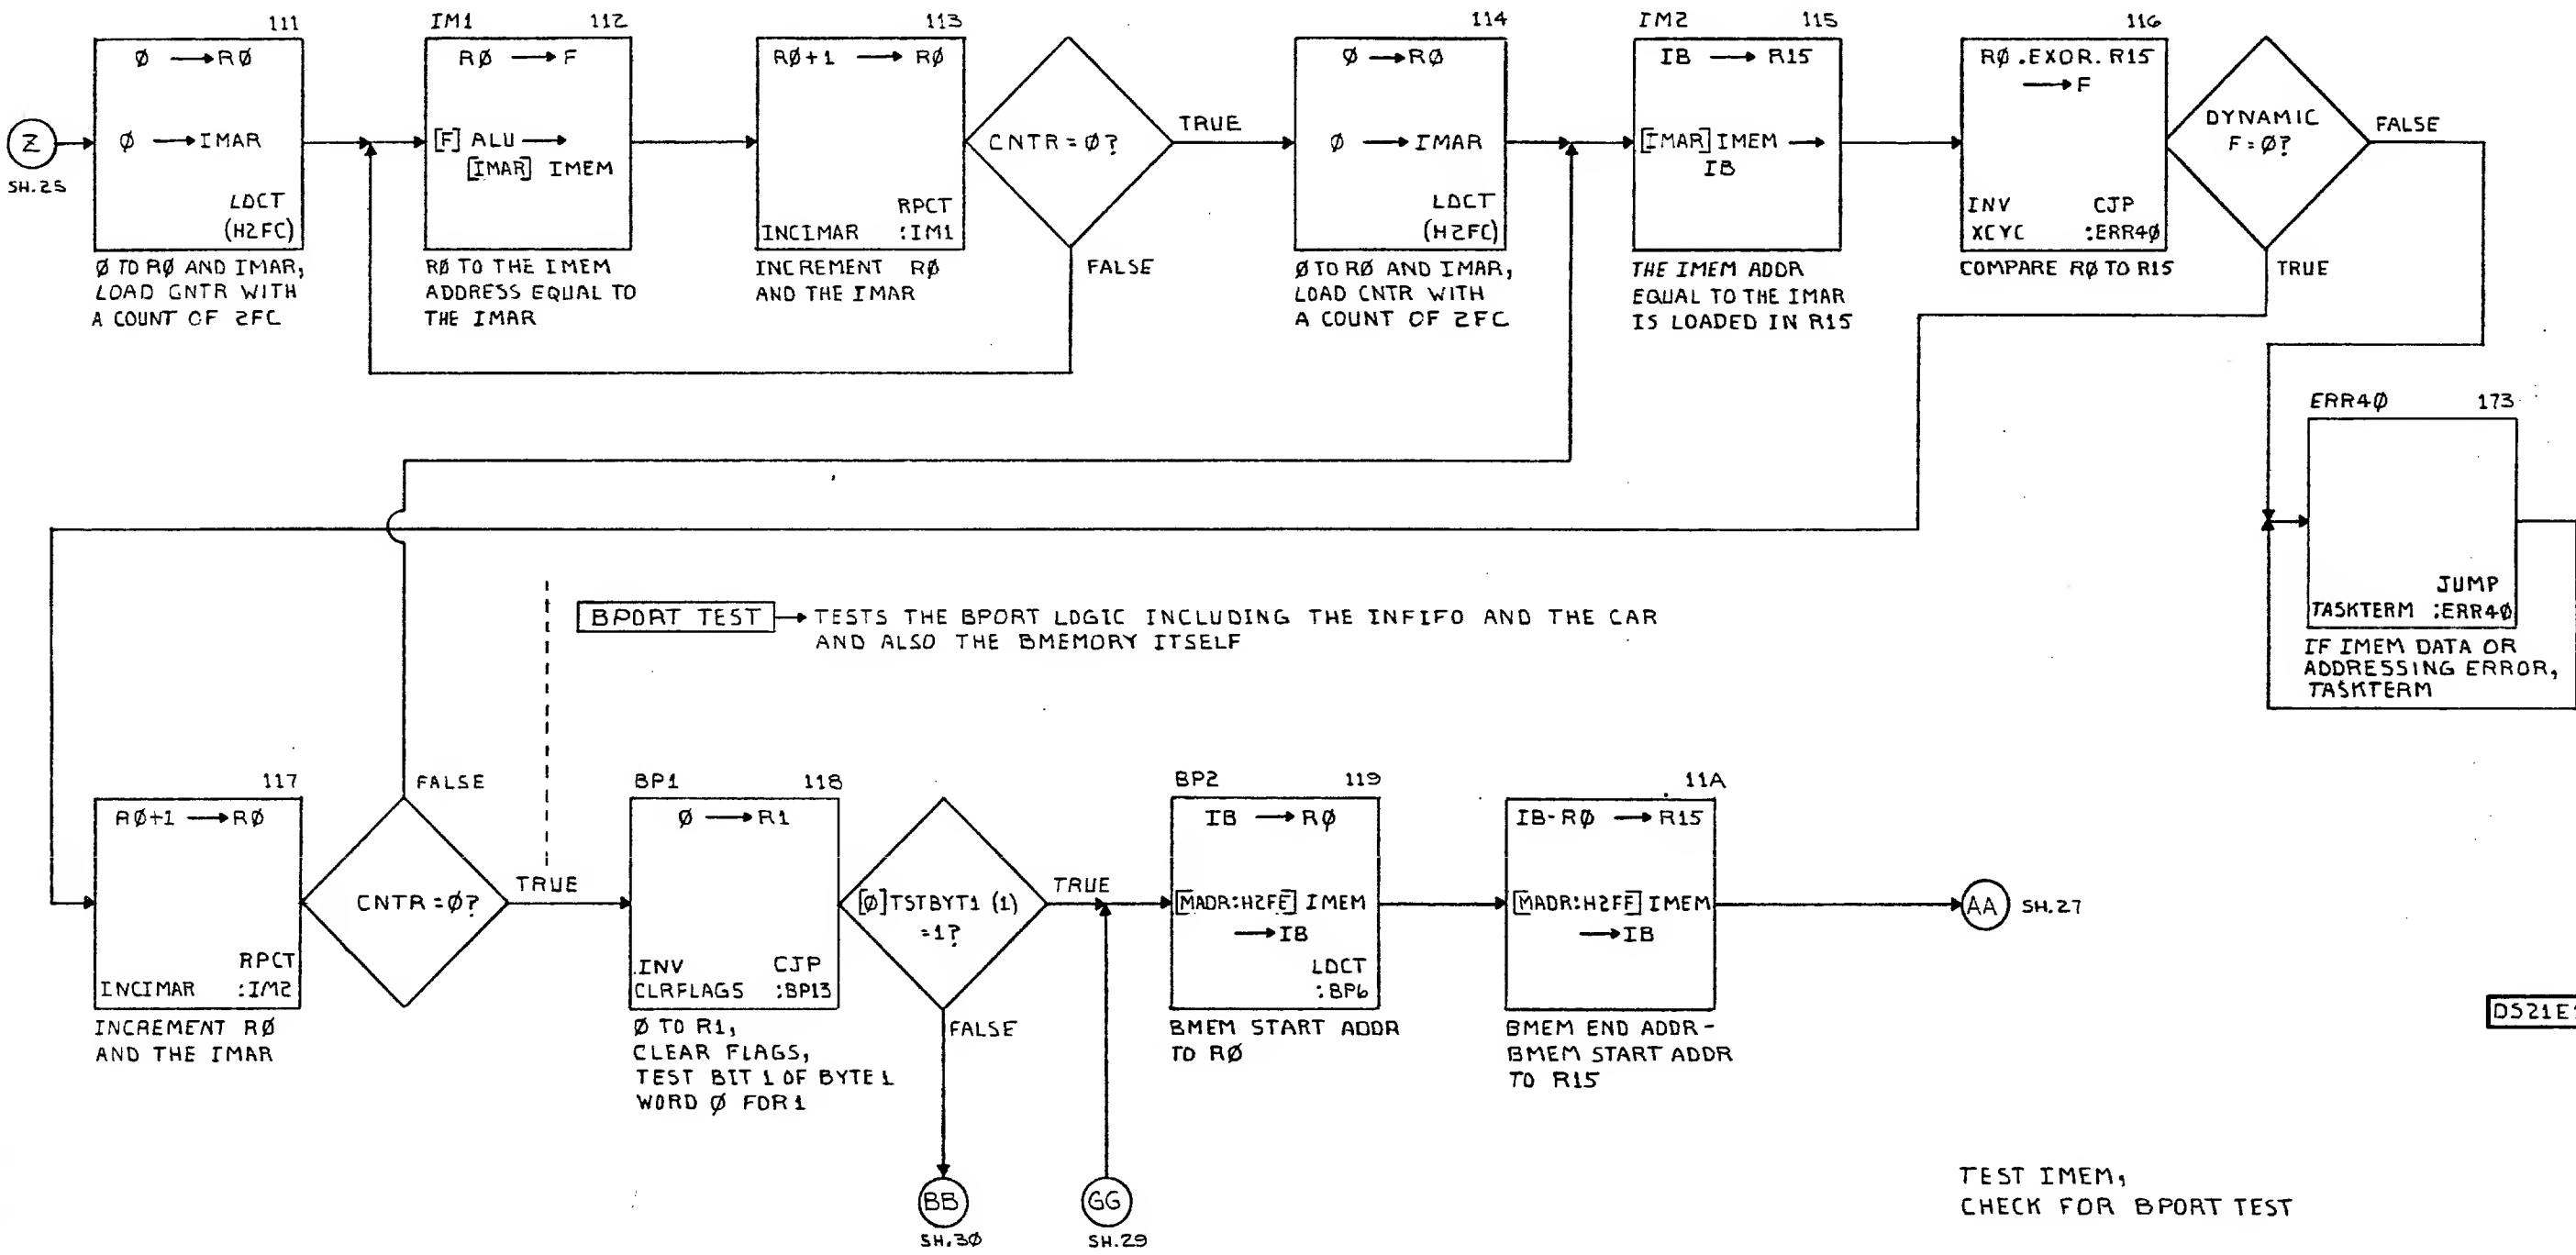 Z
SH.25
111
Ø → RØ
Ø → IMAR
LDCT
(H2FC)
Ø TO RØ AND IMAR,
LOAD CNTR WITH
A COUNT OF 2FC
IM1 112
RØ → F
[F] ALU →
[IMAR] IMEM
RØ TO THE IMEM
ADDRESS EQUAL TO
THE IMAR
113
RØ+1 → RØ
RPCT
INCIMAR :IM1
INCREMENT RØ
AND THE IMAR
CNTR = Ø?
TRUE
FALSE
114
Ø → RØ
Ø → IMAR
LDCT
(H2FC)
Ø TO RØ AND IMAR,
LOAD CNTR WITH
A COUNT OF 2FC
IM2 115
IB → R15
[IMAR] IMEM →
IB
THE IMEM ADDR
EQUAL TO THE IMAR
IS LOADED IN R15
116
RØ .EXOR. R15
→ F
INV CJP
XCYC :ERR4Ø
COMPARE RØ TO R15
DYNAMIC
F = Ø?
FALSE
TRUE
ERR4Ø 173
JUMP
TASKTERM :ERR4Ø
IF IMEM DATA OR
ADDRESSING ERROR,
TASKTERM
BPORT TEST → TESTS THE BPORT LOGIC INCLUDING THE INFIFO AND THE CAR
AND ALSO THE BMEMORY ITSELF
117
RØ+1 → RØ
RPCT
INCIMAR :IM2
INCREMENT RØ
AND THE IMAR
CNTR = Ø?
FALSE
TRUE
BP1 118
Ø → R1
INV CJP
CLRFLAGS :BP13
Ø TO R1,
CLEAR FLAGS,
TEST BIT 1 OF BYTE 1
WORD Ø FOR 1
[Ø]TSTBYT1 (1)
=1?
TRUE
FALSE
BB
SH.3Ø
GG
SH.29
BP2 119
IB → RØ
[MADR:H2FE] IMEM
→ IB
LDCT
:BP6
BMEM START ADDR
TO RØ
11A
IB-RØ → R15
[MADR:H2FF] IMEM
→ IB
BMEM END ADDR-
BMEM START ADDR
TO R15
AA SH.27
TEST IMEM,
CHECK FOR BPORT TEST